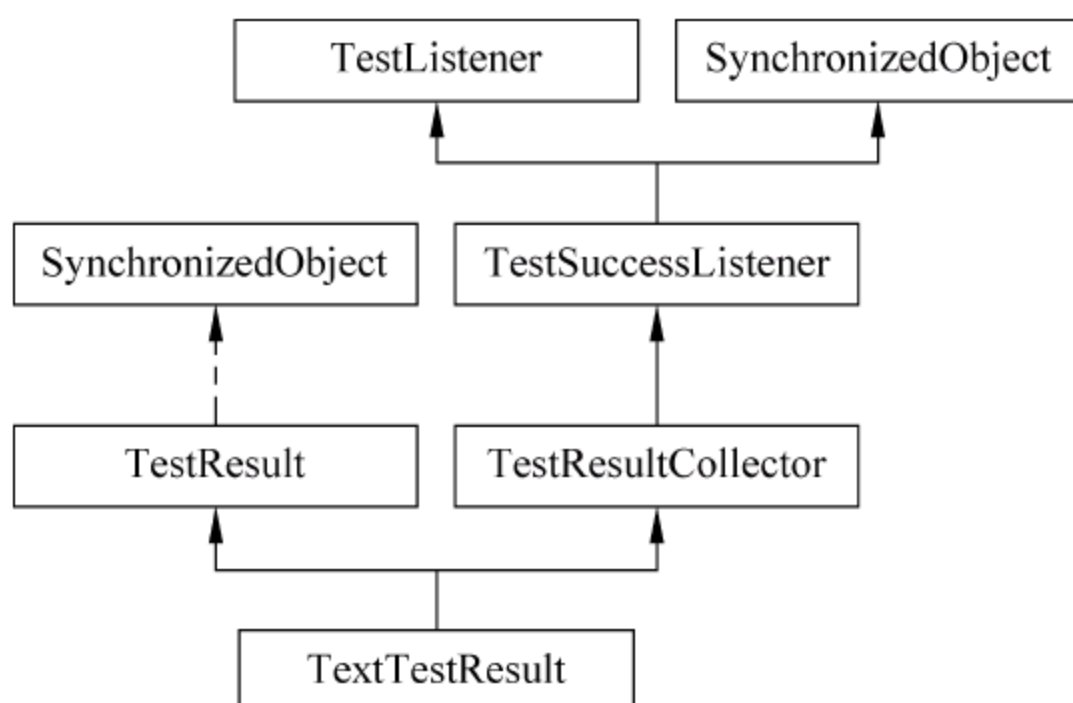 TestListener
SynchronizedObject
SynchronizedObject
TestSuccessListener
TestResult
TestResultCollector
TextTestResult